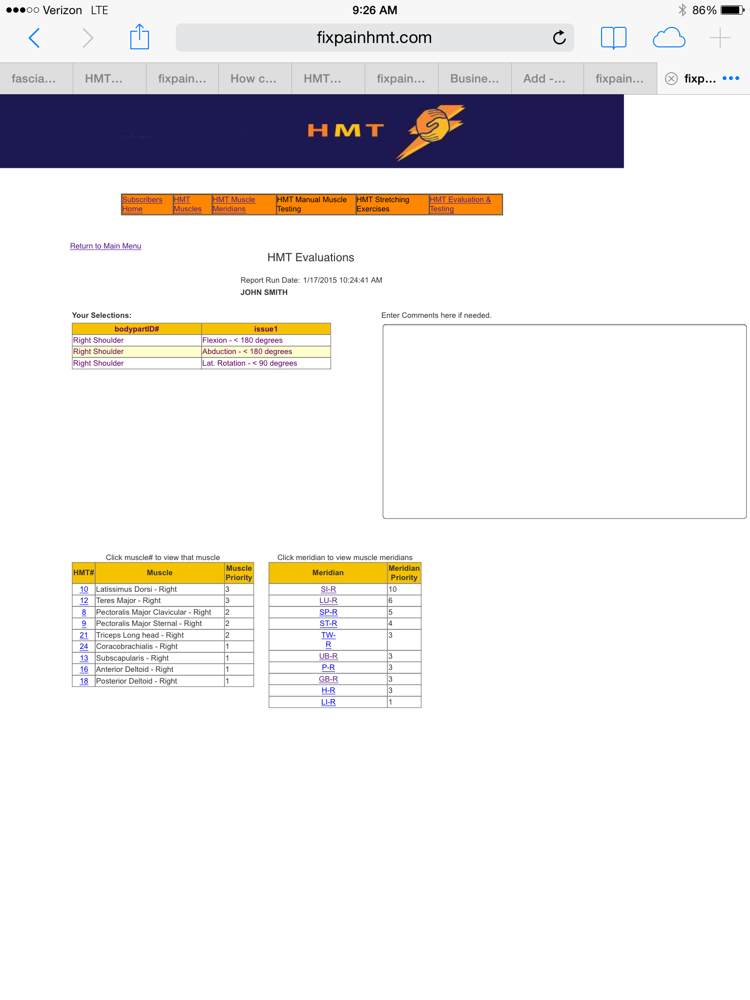 Verizon LTE 9:26 AM 86%
fixpainhmt.com
fascia... HMT... fixpain... How c... HMT... fixpain... Busine... Add -... fixpain... fixp...
HMT
Subscribers Home HMT Muscles HMT Muscle Meridians HMT Manual Muscle Testing HMT Stretching Exercises HMT Evaluation & Testing
Return to Main Menu
HMT Evaluations
Report Run Date: 1/17/2015 10:24:41 AM
JOHN SMITH
Your Selections:
bodypartID# issue1
Right Shoulder Flexion - < 180 degrees
Right Shoulder Abduction - < 180 degrees
Right Shoulder Lat. Rotation - < 90 degrees
Enter Comments here if needed.
Click muscle# to view that muscle
HMT# Muscle Muscle Priority
10 Latissimus Dorsi - Right 3
12 Teres Major - Right 3
8 Pectoralis Major Clavicular - Right 2
9 Pectoralis Major Sternal - Right 2
21 Triceps Long head - Right 2
24 Coracobrachialis - Right 1
13 Subscapularis - Right 1
16 Anterior Deltoid - Right 1
18 Posterior Deltoid - Right 1
Click meridian to view muscle meridians
Meridian Meridian Priority
SI-R 10
LU-R 6
SP-R 5
ST-R 4
TW-R 3
UB-R 3
P-R 3
GB-R 3
H-R 3
LI-R 1